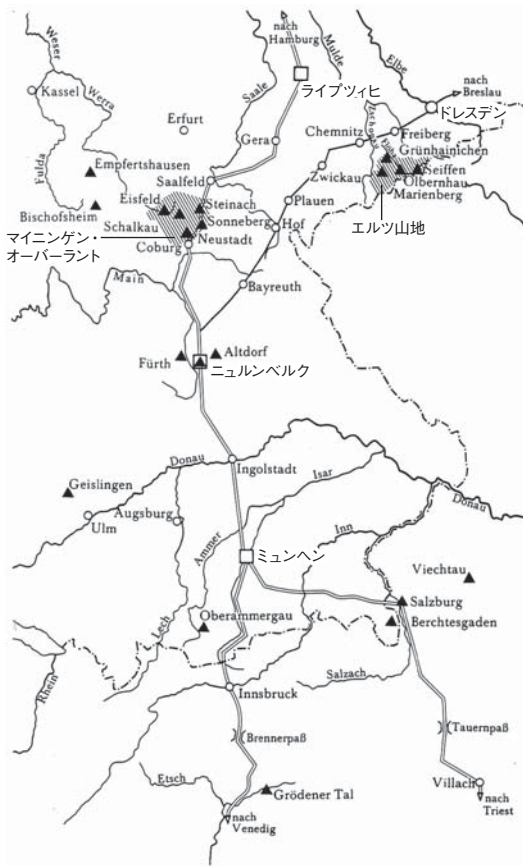 nach
Hamburg
Weser
Mulde
Elbe
Saale
ライプツィヒ
nach
Breslau
Kassel
Werra
ドレスデン
Erfurt
Zschopau
Chemnitz
Freiberg
Gera
Flöha
Grünhainichen
Fulda
Empfertshausen
Saalfeld
Zwickau
Seiffen
Olbernhau
Marienberg
Eisfeld
Steinach
Plauen
Bischofsheim
Sonneberg
Hof
エルツ山地
Schalkau
Neustadt
マイニンゲン・
オーバーラント
Coburg
Main
Bayreuth
Altdorf
Fürth
ニュルンベルク
Donau
Ingolstadt
Isar
Geislingen
Donau
Augsburg
Ulm
Inn
Ammer
ミュンヘン
Viechtau
Salzburg
Lech
Oberammergau
Berchtesgaden
Rhein
Salzach
Innsbruck
Brennerpaß
Tauernpaß
Etsch
Villach
Grödener Tal
nach
Triest
nach
Venedig